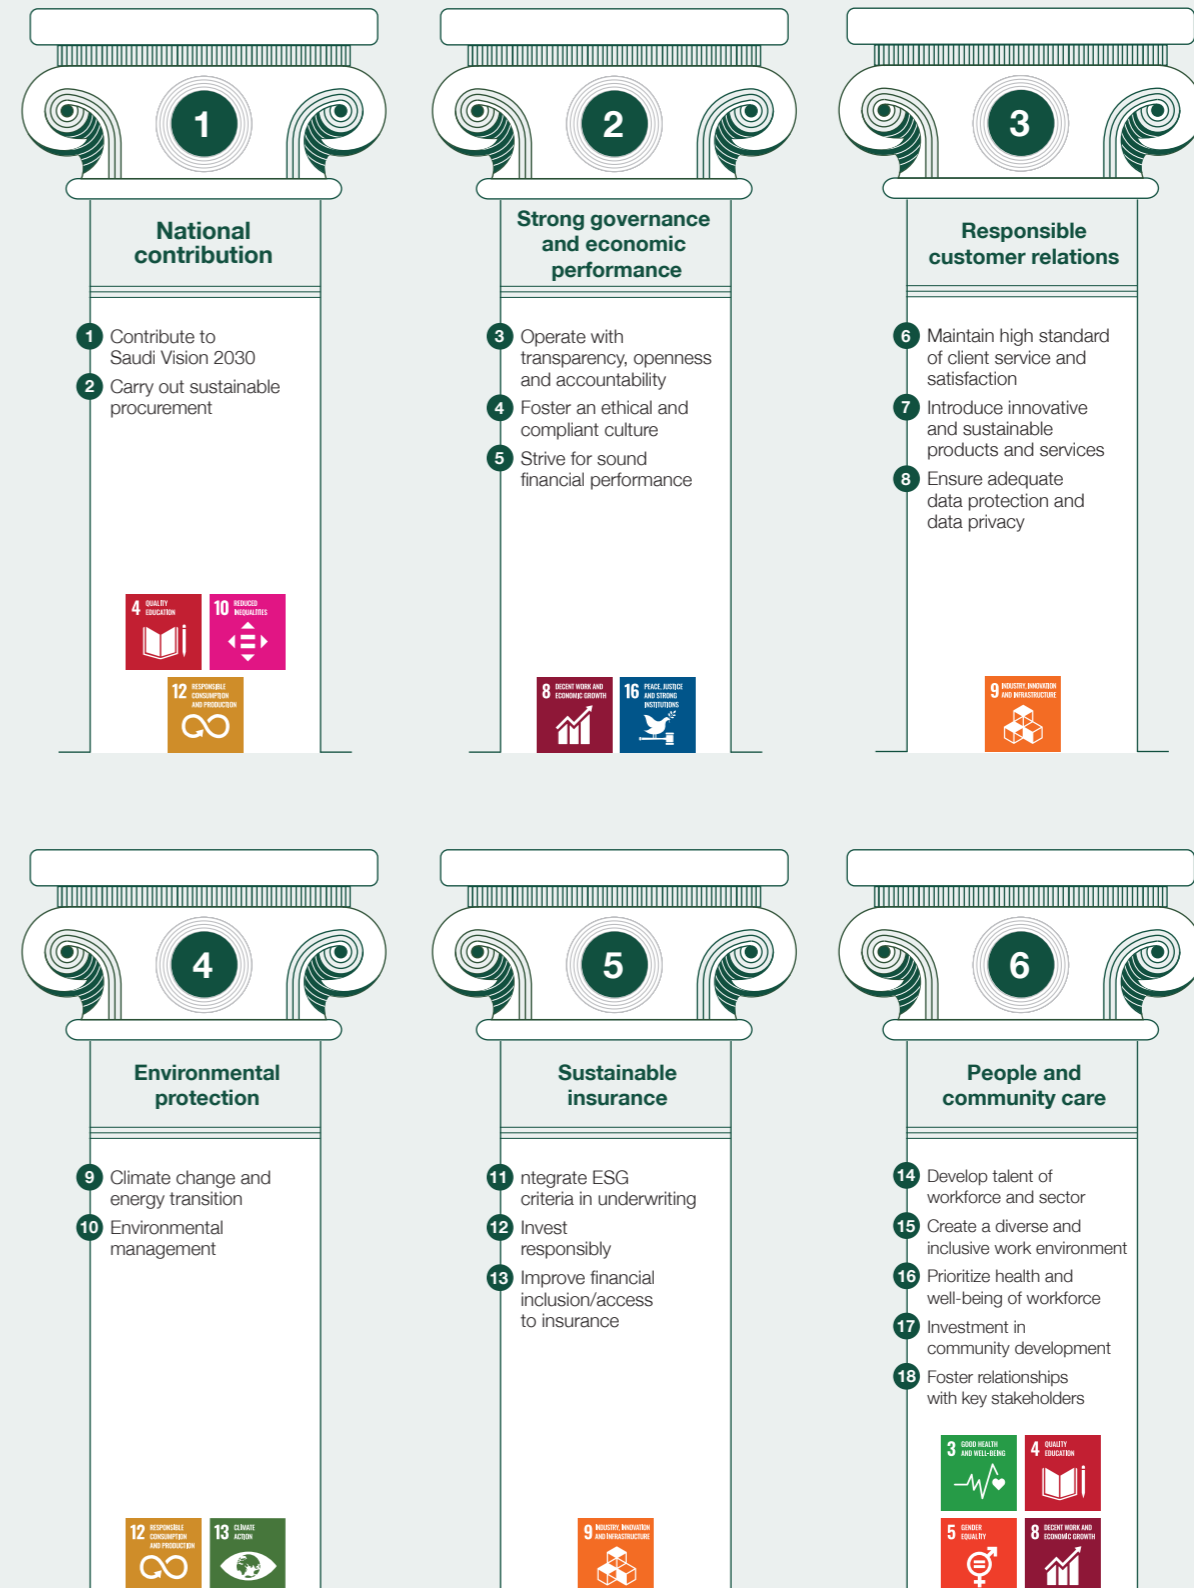 1
National
contribution
1 Contribute to
Saudi Vision 2030
2 Carry out sustainable
procurement
4 QUALITY
EDUCATION
10 REDUCED
INEQUALITIES
12 RESPONSIBLE
CONSUMPTION
AND PRODUCTION
2
Strong governance
and economic
performance
3 Operate with
transparency, openness
and accountability
4 Foster an ethical and
compliant culture
5 Strive for sound
financial performance
8 DECENT WORK AND
ECONOMIC GROWTH
16 PEACE, JUSTICE
AND STRONG
INSTITUTIONS
3
Responsible
customer relations
6 Maintain high standard
of client service and
satisfaction
7 Introduce innovative
and sustainable
products and services
8 Ensure adequate
data protection and
data privacy
9 INDUSTRY, INNOVATION
AND INFRASTRUCTURE
4
Environmental
protection
9 Climate change and
energy transition
10 Environmental
management
12 RESPONSIBLE
CONSUMPTION
AND PRODUCTION
13 CLIMATE
ACTION
5
Sustainable
insurance
11 ntegrate ESG
criteria in underwriting
12 Invest
responsibly
13 Improve financial
inclusion/access
to insurance
9 INDUSTRY, INNOVATION
AND INFRASTRUCTURE
6
People and
community care
14 Develop talent of
workforce and sector
15 Create a diverse and
inclusive work environment
16 Prioritize health and
well-being of workforce
17 Investment in
community development
18 Foster relationships
with key stakeholders
3 GOOD HEALTH
AND WELL-BEING
4 QUALITY
EDUCATION
5 GENDER
EQUALITY
8 DECENT WORK AND
ECONOMIC GROWTH